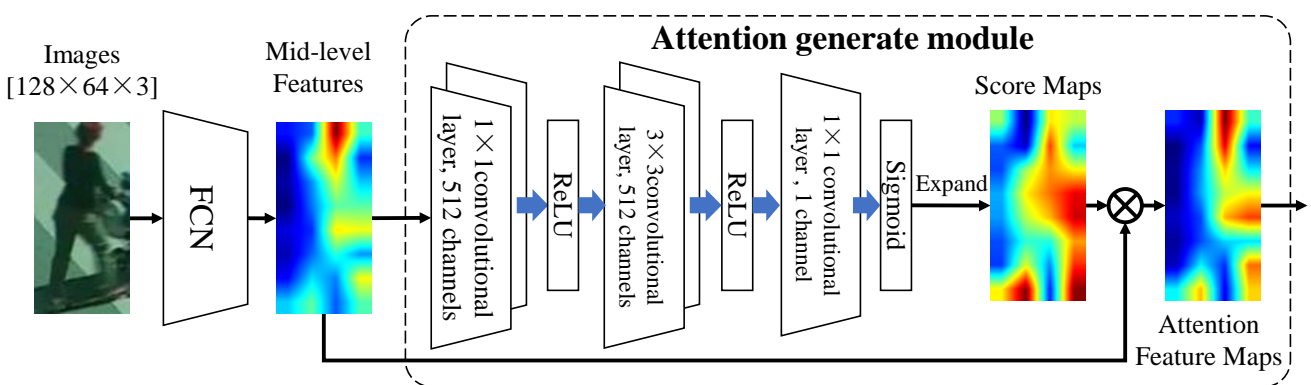 Attention generate module
Images
[128×64×3]
Mid-level
Features
FCN
1×1convolutional
layer, 512 channels
ReLU
3×3convolutional
layer, 512 channels
ReLU
1×1 convolutional
layer , 1 channel
Sigmoid
Expand
Score Maps
Attention
Feature Maps